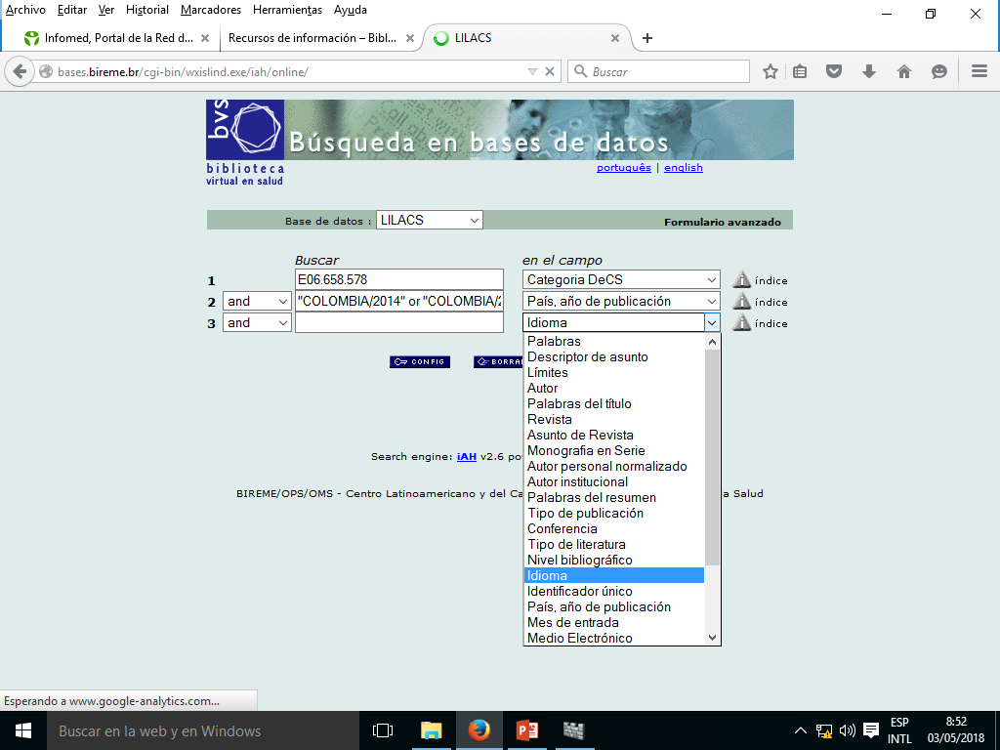 Archivo Editar Ver Historial Marcadores Herramientas Ayuda
Infomed, Portal de la Red d... Recursos de información – Bibl... LILACS
bases.bireme.br/cgi-bin/wxislind.exe/iah/online/ Buscar
bvs
Búsqueda en bases de datos
biblioteca
virtual en salud
português | english
Base de datos : LILACS Formulario avanzado
Buscar en el campo
1 E06.658.578 Categoria DeCS índice
2 and "COLOMBIA/2014" or "COLOMBIA/2 País, año de publicación índice
3 and Idioma índice
Palabras
Descriptor de asunto
Límites
CONFIG BORRA
Autor
Palabras del título
Revista
Asunto de Revista
Monografia en Serie
Search engine: iAH v2.6 po
Autor personal normalizado
Autor institucional
BIREME/OPS/OMS - Centro Latinoamericano y del Ca a Salud
Palabras del resumen
Tipo de publicación
Conferencia
Tipo de literatura
Nivel bibliográfico
Idioma
Identificador único
País, año de publicación
Mes de entrada
Medio Electrónico
Esperando a www.google-analytics.com...
Buscar en la web y en Windows
ESP
INTL
8:52
03/05/2018